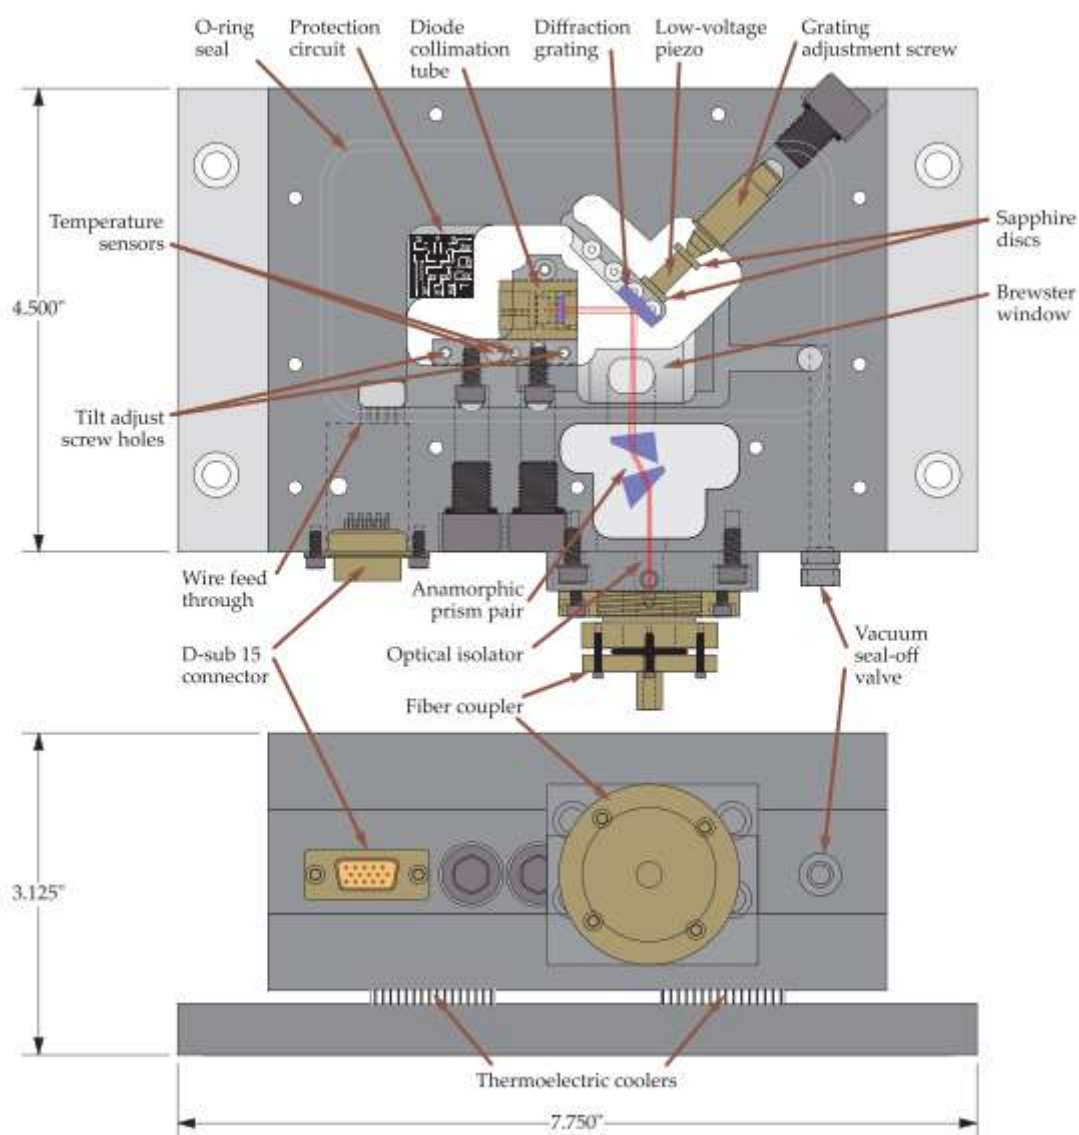 O-ring
seal
Protection
circuit
Diode
collimation
tube
Diffraction
grating
Low-voltage
piezo
Grating
adjustment screw
Temperature
sensors
Sapphire
discs
4.500"
Brewster
window
Tilt adjust
screw holes
Wire feed
through
Anamorphic
prism pair
D-sub 15
connector
Optical isolator
Vacuum
seal-off
valve
Fiber coupler
3.125"
Thermoelectric coolers
7.750"